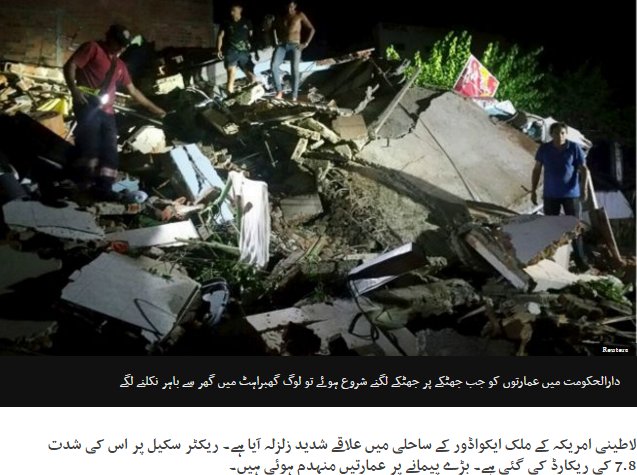 Reuters
دارالحکومت میں عمارتوں کو جب جھٹکے پر جھٹکے لگنے شروع ہوئے تو لوگ گھبراہٹ میں گھر سے باہر نکلنے لگے
لاطینی امریکہ کے ملک ایکواڈور کے ساحلی میں علاقے شدید زلزلہ آیا ہے۔ ریکٹر سکیل پر اس کی شدت
7.8 کی ریکارڈ کی گئی ہے۔ بڑے پیمانے پر عمارتیں منہدم ہوئی ہیں۔